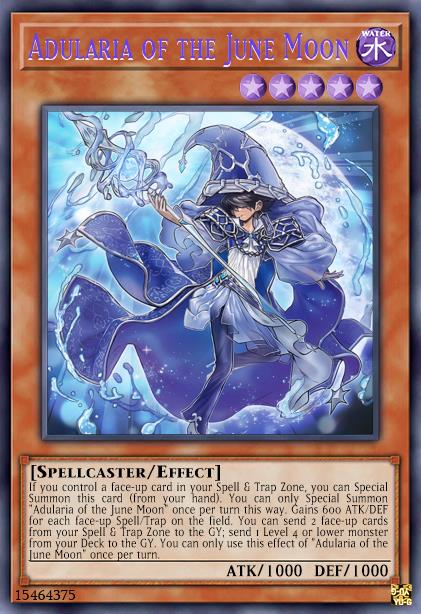 ADULARIA OF THE JUNE MOON
WATER
水
[SPELLCASTER/EFFECT]
If you control a face-up card in your Spell & Trap Zone, you can Special
Summon this card (from your hand). You can only Special Summon
"Adularia of the June Moon" once per turn this way. Gains 600 ATK/DEF
for each face-up Spell/Trap on the field. You can send 2 face-up cards
from your Spell & Trap Zone to the GY; send 1 Level 4 or lower monster
from your Deck to the GY. You can only use this effect of "Adularia of the
June Moon" once per turn.
ATK/1000 DEF/1000
15464375